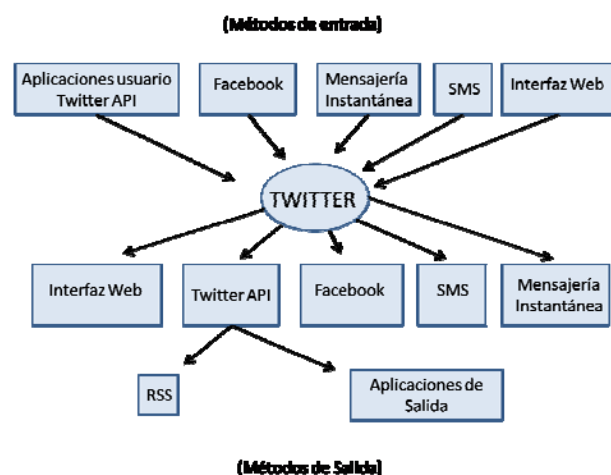 (Métodos de entrada)
Aplicaciones usuario
Twitter API
Facebook
Mensajería
Instantánea
SMS
Interfaz Web
TWITTER
Interfaz Web
Twitter API
Facebook
SMS
Mensajería
Instantánea
RSS
Aplicaciones de
Salida
(Métodos de Salida)